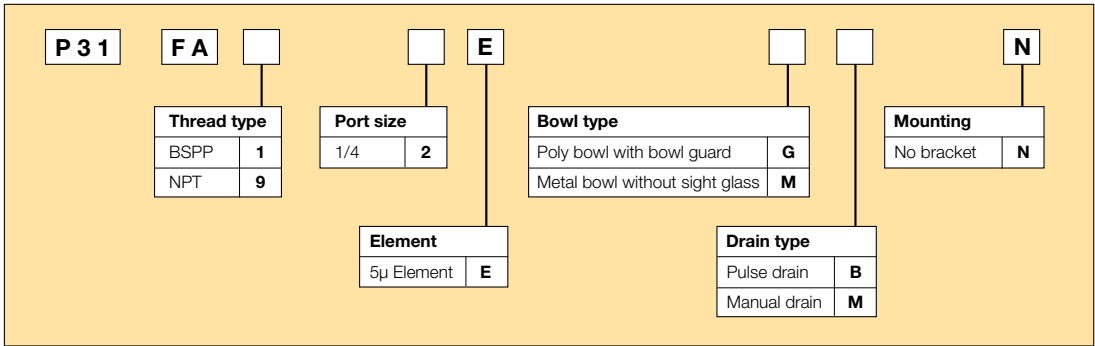 P 3 1 F A E N
Thread type
BSPP 1
NPT 9
Port size
1/4 2
Bowl type
Poly bowl with bowl guard G
Metal bowl without sight glass M
Mounting
No bracket N
Element
5µ Element E
Drain type
Pulse drain B
Manual drain M